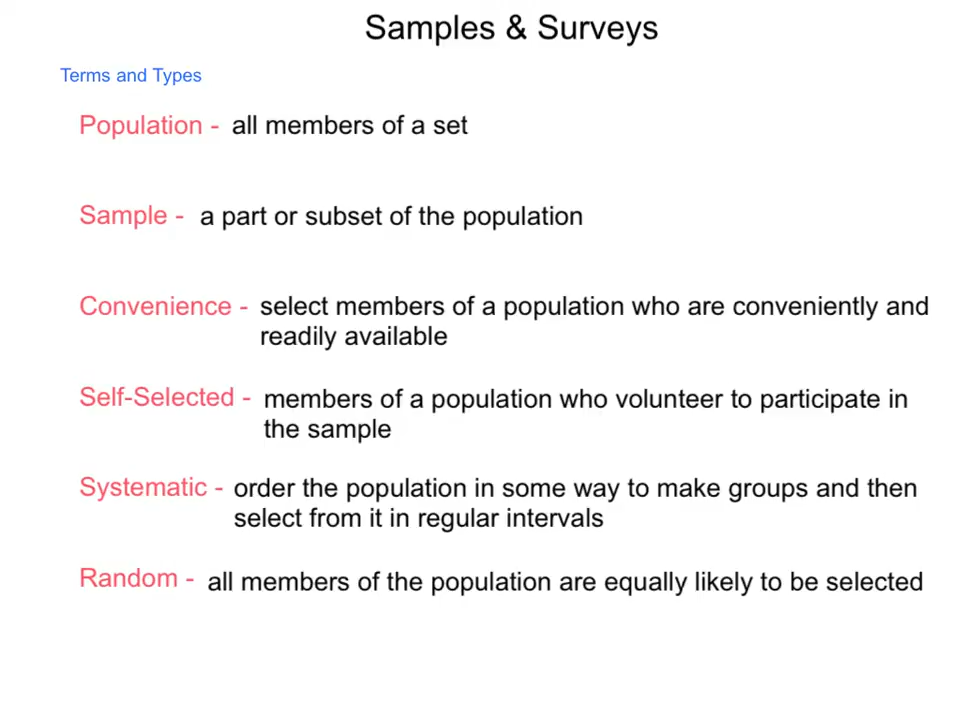 Samples & Surveys
Terms and Types
Population - all members of a set
Sample - a part or subset of the population
Convenience - select members of a population who are conveniently and
readily available
Self-Selected - members of a population who volunteer to participate in
the sample
Systematic - order the population in some way to make groups and then
select from it in regular intervals
Random - all members of the population are equally likely to be selected